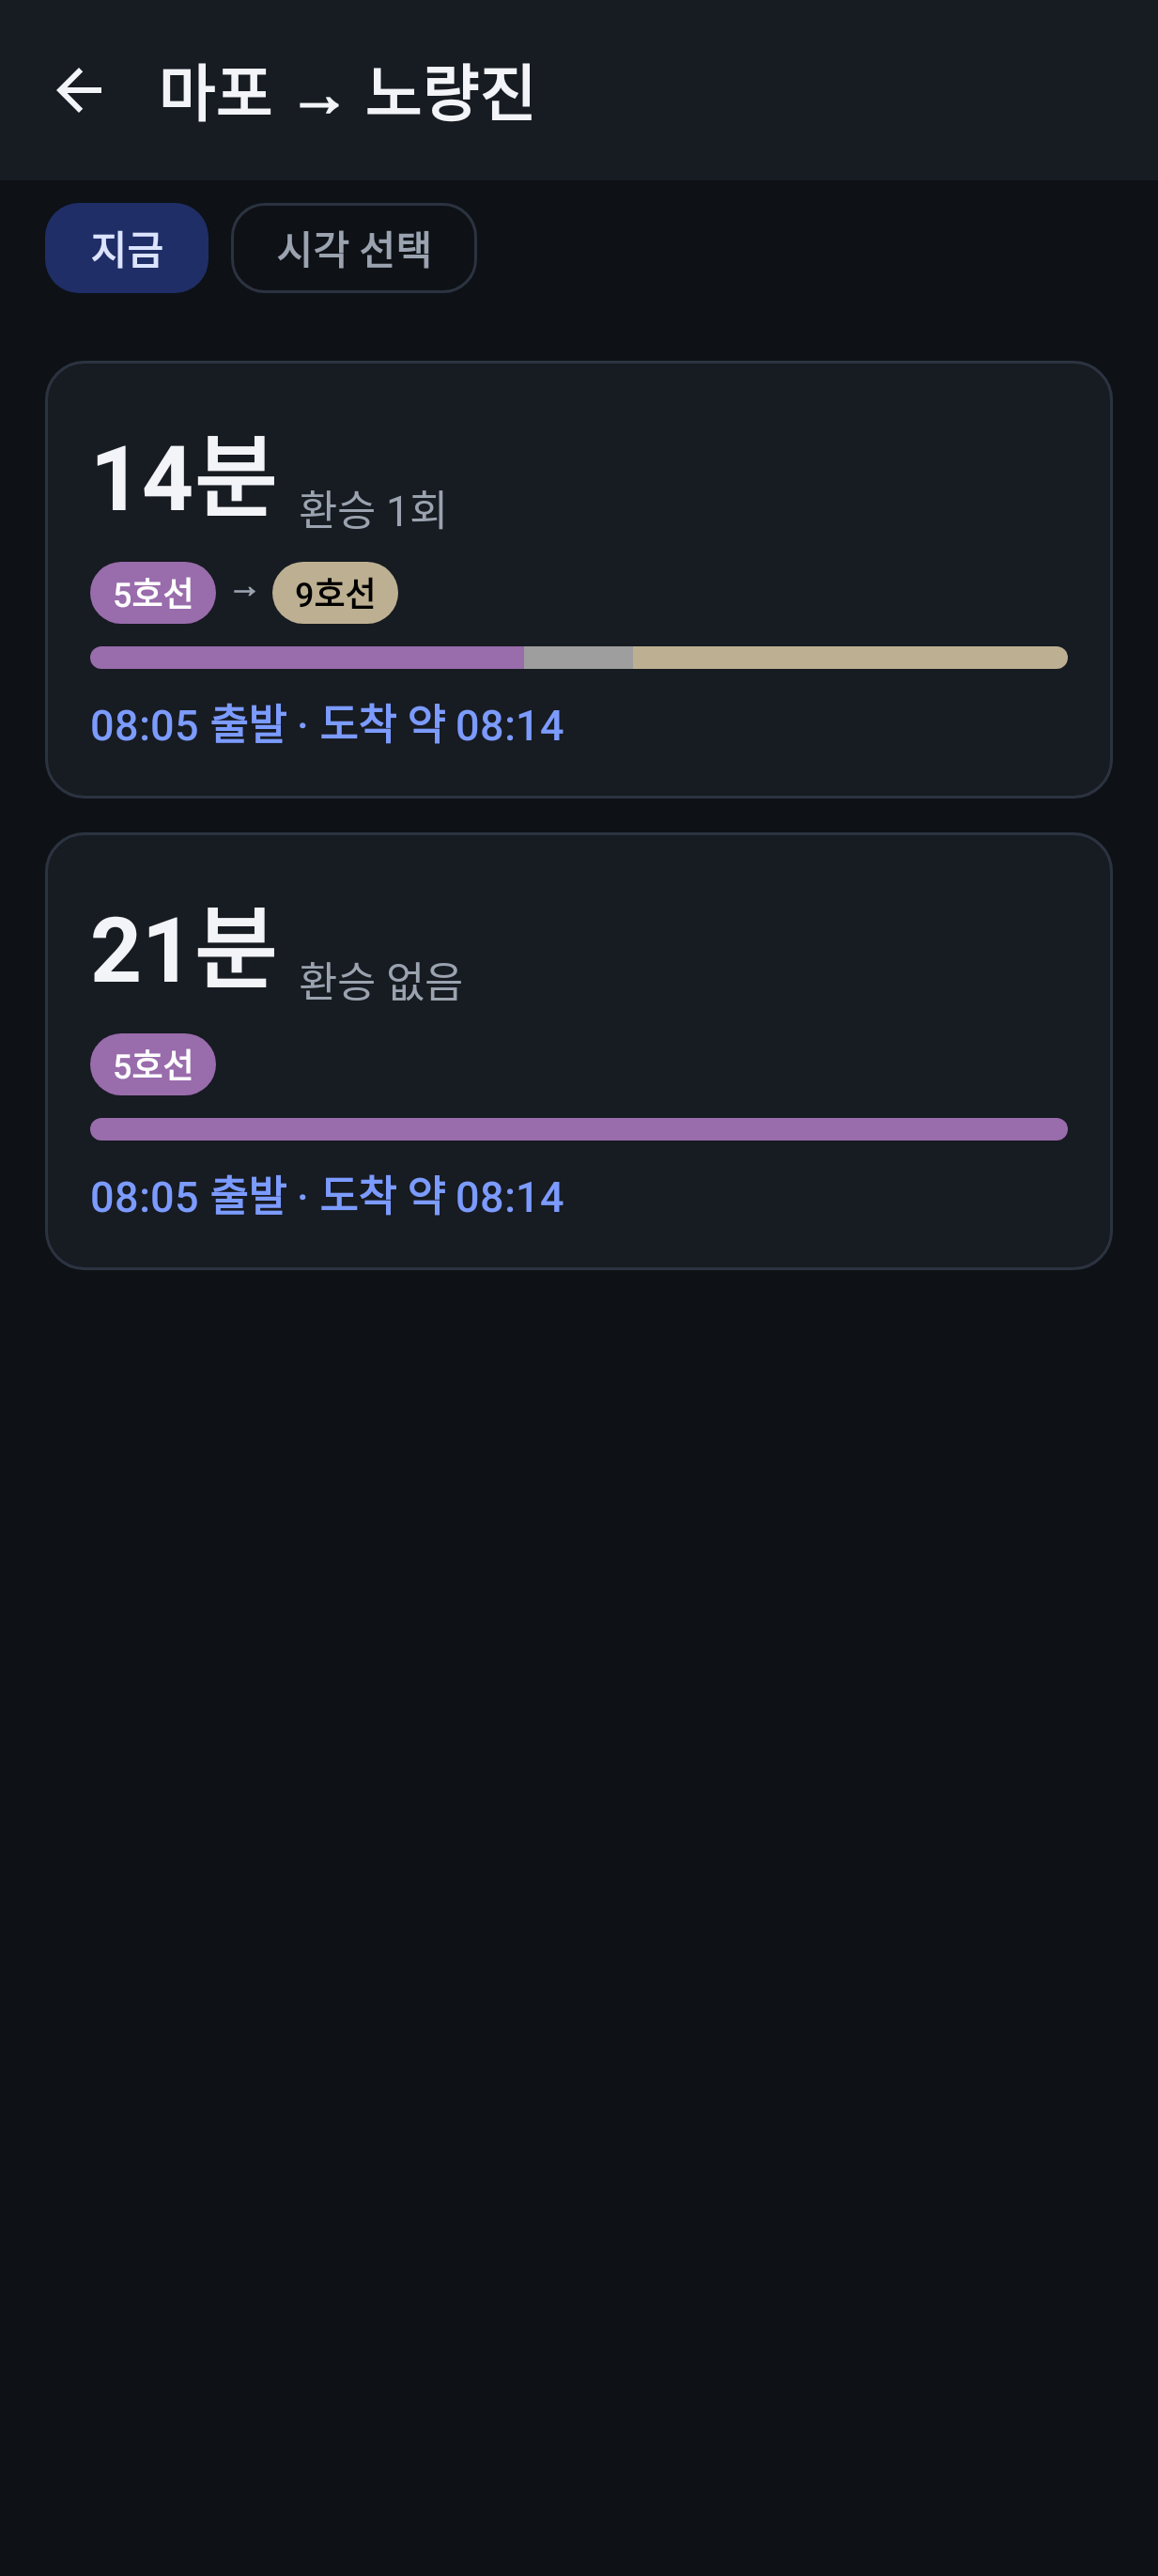 마포 → 노량진
지금 시각 선택
14분 환승 1회
5호선 → 9호선
08:05 출발 · 도착 약 08:14
21분 환승 없음
5호선
08:05 출발 · 도착 약 08:14